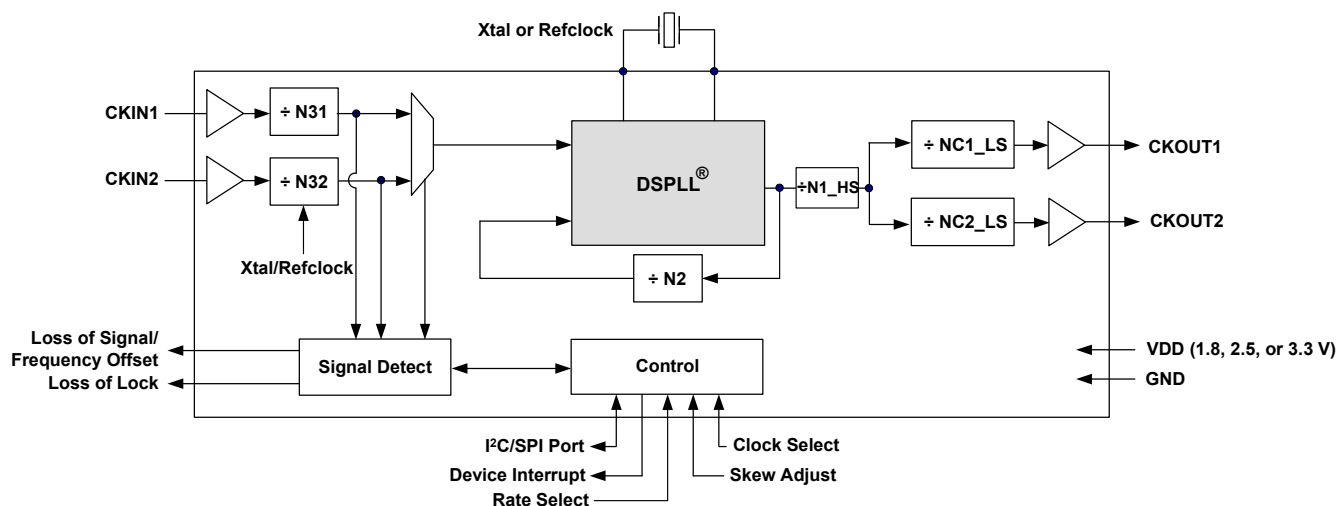 Xtal or Refclock
CKIN1
÷ N31
CKIN2
÷ N32
Xtal/Refclock
DSPLL®
÷N1_HS
÷ NC1_LS
CKOUT1
÷ NC2_LS
CKOUT2
÷ N2
Loss of Signal/
Frequency Offset
Loss of Lock
Signal Detect
Control
VDD (1.8, 2.5, or 3.3 V)
GND
I²C/SPI Port
Device Interrupt
Rate Select
Clock Select
Skew Adjust